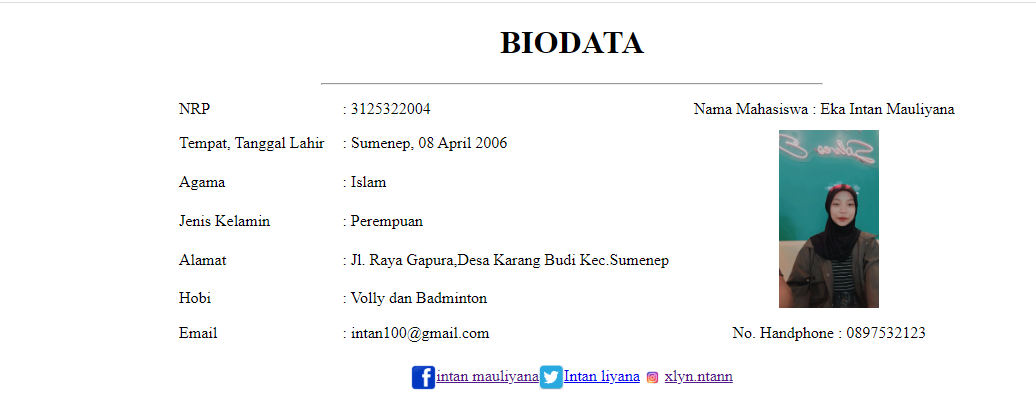 BIODATA
NRP : 3125322004 Nama Mahasiswa : Eka Intan Mauliyana
Tempat, Tanggal Lahir : Sumenep, 08 April 2006
Agama : Islam
Jenis Kelamin : Perempuan
Alamat : Jl. Raya Gapura,Desa Karang Budi Kec.Sumenep
Hobi : Volly dan Badminton
Email : intan100@gmail.com No. Handphone : 0897532123
intan mauliyana Intan liyana xlyn.ntann